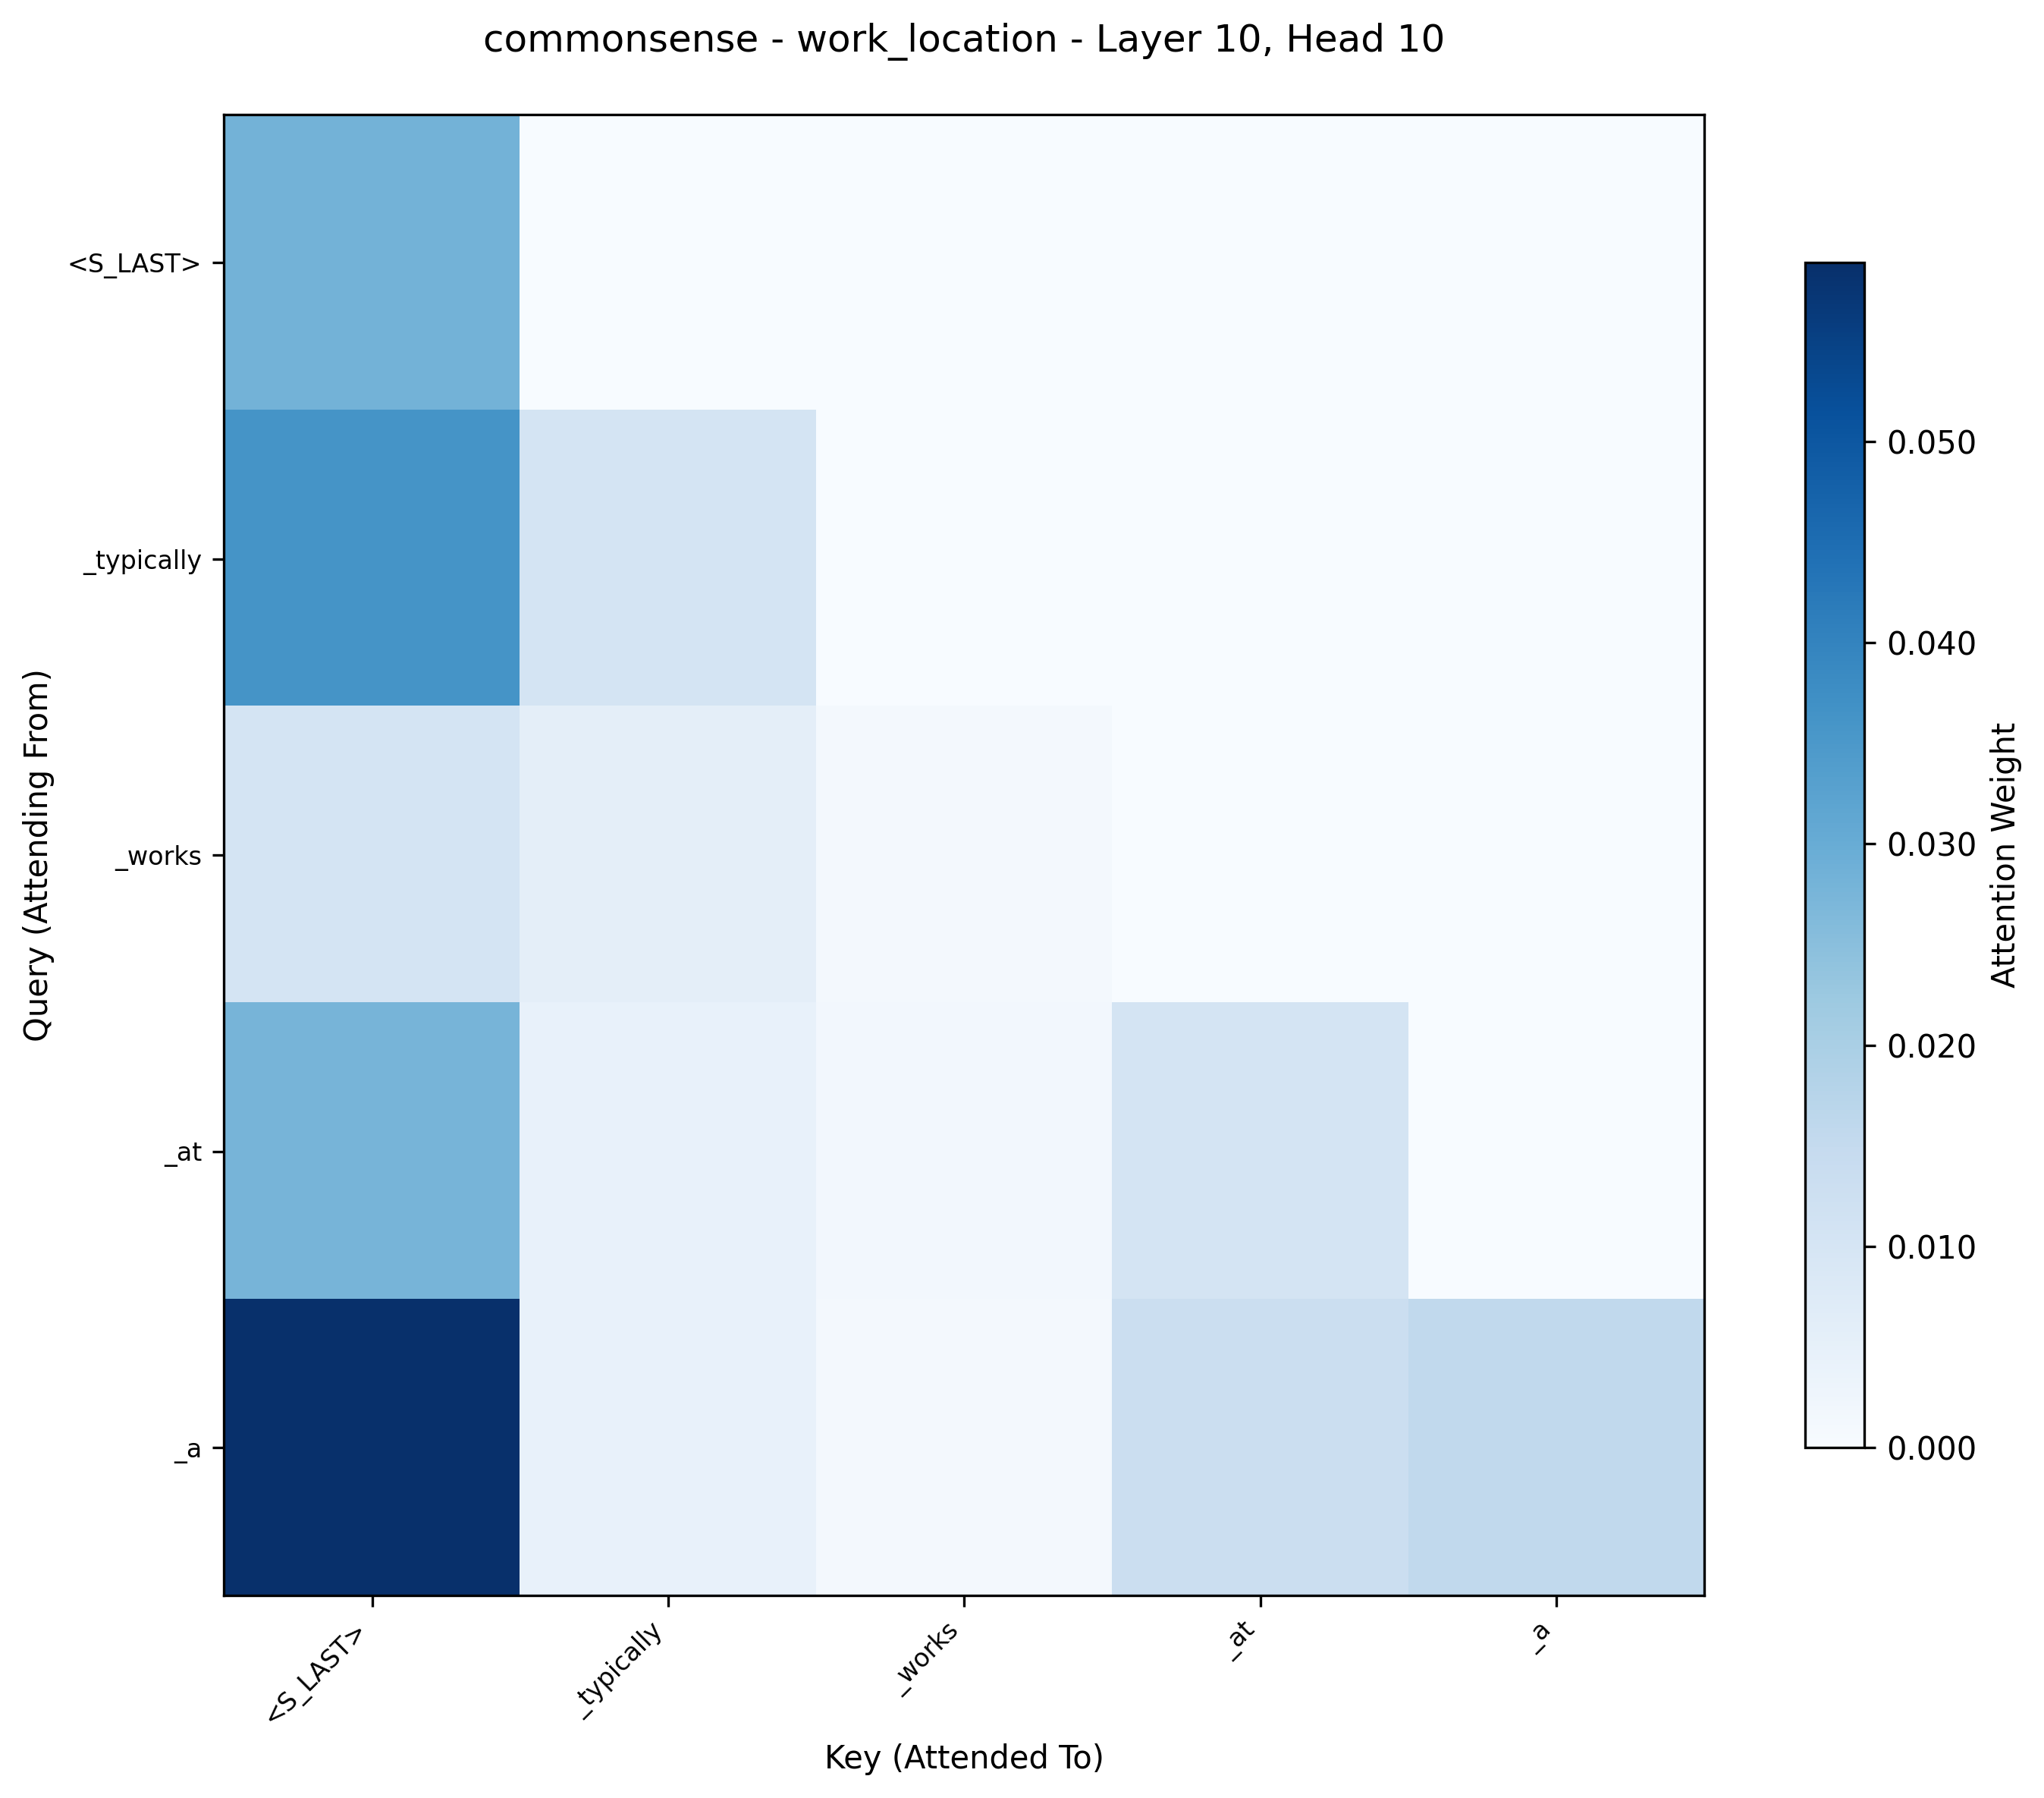 commonsense - work_location - Layer 10, Head 10
<S_LAST>
_typically
_works
_at
_a
Query (Attending From)
<S_LAST>
_typically
_works
_at
_a
Key (Attended To)
0.050
0.040
0.030
0.020
0.010
0.000
Attention Weight